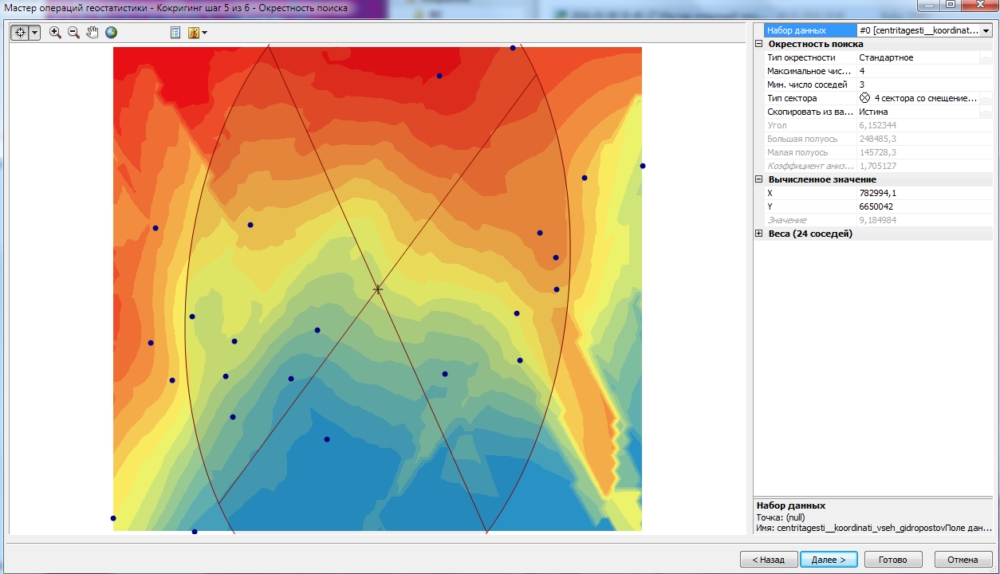 Мастер операций геостатистики - Кокригинг шаг 5 из 6 - Окрестность поиска
Набор данных #0 [centritagesti__koordinat...
Окрестность поиска
Тип окрестности Стандартное
Максимальное чис... 4
Мин. число соседей 3
Тип сектора 4 сектора со смещение...
Скопировать из ва... Истина
Угол 6,152344
Большая полуось 248485,3
Малая полуось 145728,3
Коэффициент аниз... 1,705127
Вычисленное значение
X 782994,1
Y 6650042
Значение 9,184984
Веса (24 соседей)
Набор данных
Точка: (null)
Имя: centritagesti__koordinati_vseh_gidropostovПоле дан...
< Назад Далее > Готово Отмена